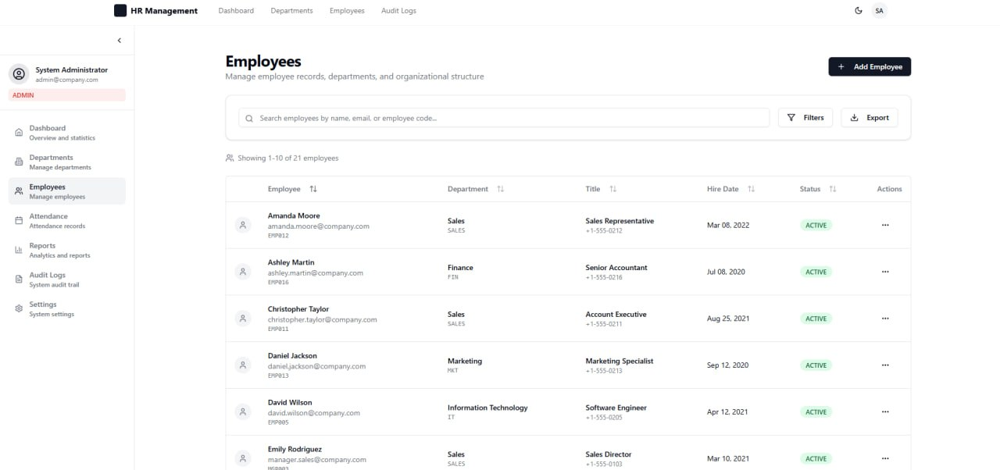 HR Management Dashboard Departments Employees Audit Logs SA
System Administrator
admin@company.com
ADMIN
Dashboard
Overview and statistics
Departments
Manage departments
Employees
Manage employees
Attendance
Attendance records
Reports
Analytics and reports
Audit Logs
System audit trail
Settings
System settings
Employees
Manage employee records, departments, and organizational structure
+ Add Employee
Search employees by name, email, or employee code...
Filters
Export
Showing 1-10 of 21 employees
Employee Department Title Hire Date Status Actions
Amanda Moore
amanda.moore@company.com
EMP012
Sales
SALES
Sales Representative
+1-555-0212
Mar 08, 2022
ACTIVE
Ashley Martin
ashley.martin@company.com
EMP016
Finance
FIN
Senior Accountant
+1-555-0216
Jul 08, 2020
ACTIVE
Christopher Taylor
christopher.taylor@company.com
EMP011
Sales
SALES
Account Executive
+1-555-0211
Aug 25, 2021
ACTIVE
Daniel Jackson
daniel.jackson@company.com
EMP013
Marketing
MKT
Marketing Specialist
+1-555-0213
Sep 12, 2020
ACTIVE
David Wilson
david.wilson@company.com
EMP005
Information Technology
IT
Software Engineer
+1-555-0205
Apr 12, 2021
ACTIVE
Emily Rodriguez
manager.sales@company.com
MGR003
Sales
SALES
Sales Director
+1-555-0103
Mar 10, 2021
ACTIVE